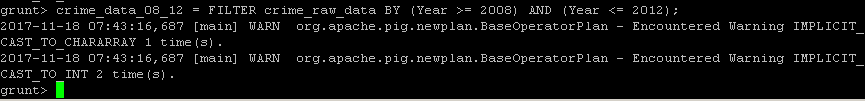 grunt> crime_data_08_12 = FILTER crime_raw_data BY (Year >= 2008) AND (Year <= 2012);
2017-11-18 07:43:16,687 [main] WARN  org.apache.pig.newplan.BaseOperatorPlan - Encountered Warning IMPLICIT_
CAST_TO_CHARARRAY 1 time(s).
2017-11-18 07:43:16,687 [main] WARN  org.apache.pig.newplan.BaseOperatorPlan - Encountered Warning IMPLICIT_
CAST_TO_INT 2 time(s).
grunt>